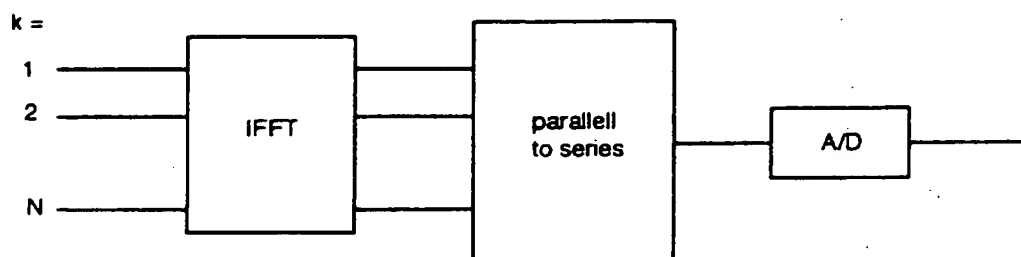 k =
1
2
N
IFFT
parallell
to series
A/D